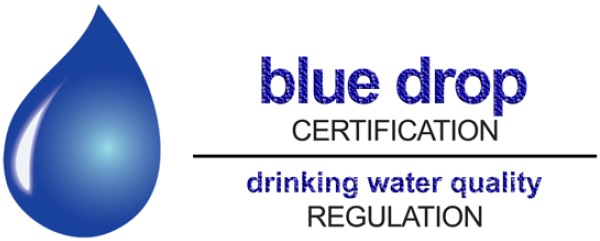 blue drop
CERTIFICATION
drinking water quality
REGULATION